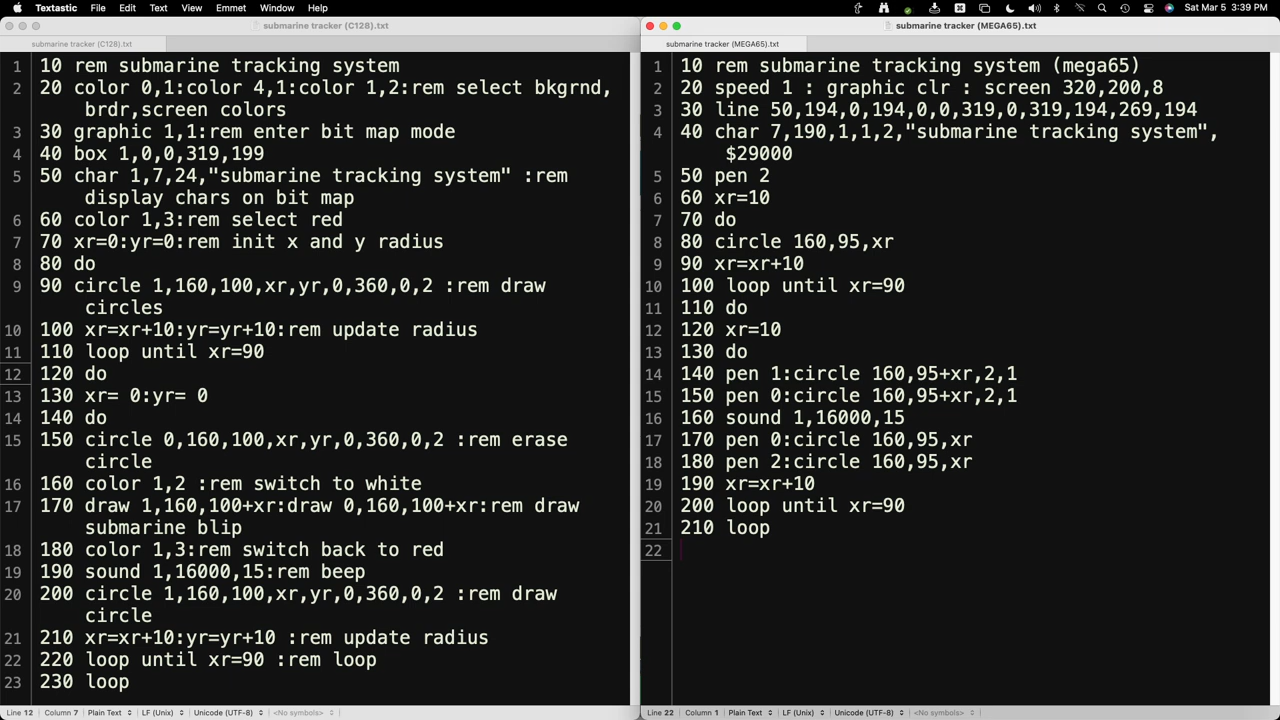 Textastic File Edit Text View Emmet Window Help Sat Mar 5 3:39 PM
submarine tracker (C128).txt
submarine tracker (C128).txt
1 10 rem submarine tracking system
2 20 color 0,1:color 4,1:color 1,2:rem select bkgrnd,
brdr,screen colors
3 30 graphic 1,1:rem enter bit map mode
4 40 box 1,0,0,319,199
5 50 char 1,7,24,"submarine tracking system" :rem
display chars on bit map
6 60 color 1,3:rem select red
7 70 xr=0:yr=0:rem init x and y radius
8 80 do
9 90 circle 1,160,100,xr,yr,0,360,0,2 :rem draw
circles
10 100 xr=xr+10:yr=yr+10:rem update radius
11 110 loop until xr=90
12 120 do
13 130 xr= 0:yr= 0
14 140 do
15 150 circle 0,160,100,xr,yr,0,360,0,2 :rem erase
circle
16 160 color 1,2 :rem switch to white
17 170 draw 1,160,100+xr:draw 0,160,100+xr:rem draw
submarine blip
18 180 color 1,3:rem switch back to red
19 190 sound 1,16000,15:rem beep
20 200 circle 1,160,100,xr,yr,0,360,0,2 :rem draw
circle
21 210 xr=xr+10:yr=yr+10 :rem update radius
22 220 loop until xr=90 :rem loop
23 230 loop
Line 12 Column 7 Plain Text LF (Unix) Unicode (UTF-8) <No symbols>
submarine tracker (MEGA65).txt
submarine tracker (MEGA65).txt
1 10 rem submarine tracking system (mega65)
2 20 speed 1 : graphic clr : screen 320,200,8
3 30 line 50,194,0,194,0,0,319,0,319,194,269,194
4 40 char 7,190,1,1,2,"submarine tracking system",
$29000
5 50 pen 2
6 60 xr=10
7 70 do
8 80 circle 160,95,xr
9 90 xr=xr+10
10 100 loop until xr=90
11 110 do
12 120 xr=10
13 130 do
14 140 pen 1:circle 160,95+xr,2,1
15 150 pen 0:circle 160,95+xr,2,1
16 160 sound 1,16000,15
17 170 pen 0:circle 160,95,xr
18 180 pen 2:circle 160,95,xr
19 190 xr=xr+10
20 200 loop until xr=90
21 210 loop
22
Line 22 Column 1 Plain Text LF (Unix) Unicode (UTF-8) <No symbols>